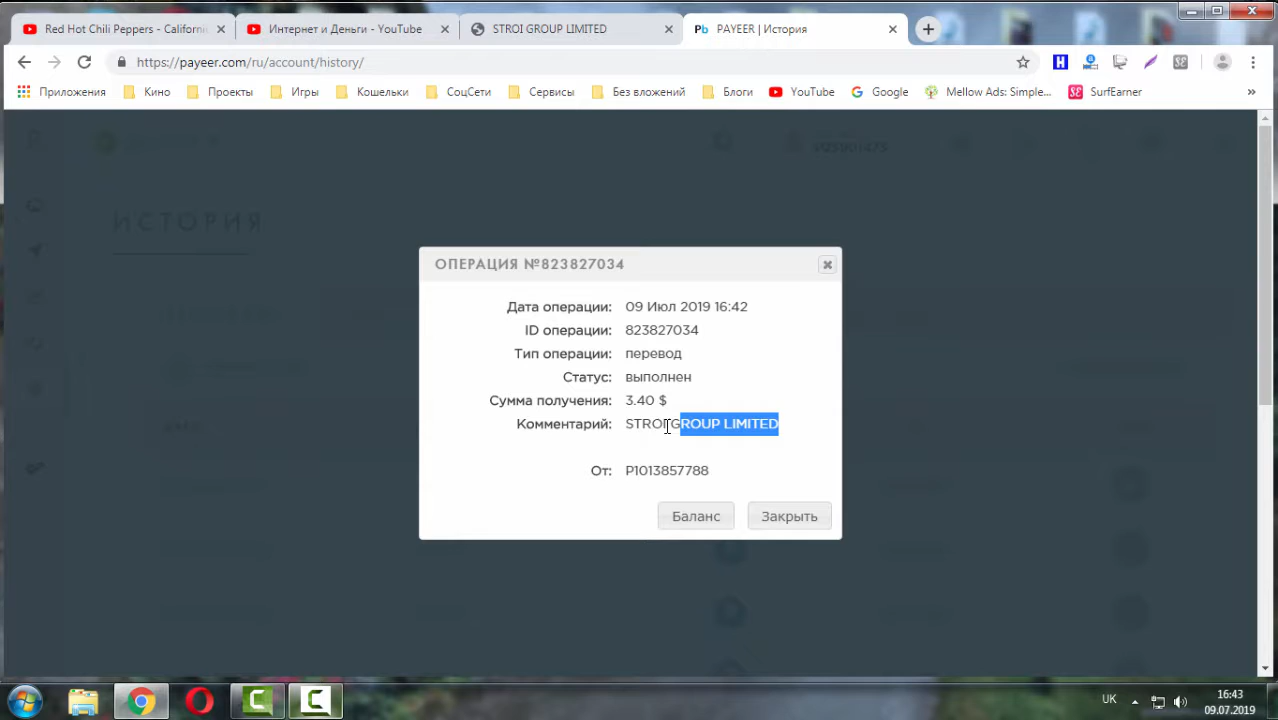 Red Hot Chili Peppers - Californi
Интернет и Деньги - YouTube
STROI GROUP LIMITED
Pb PAYEER | История
https://payeer.com/ru/account/history/
Приложения
Кино
Проекты
Игры
Кошельки
СоцСети
Сервисы
Без вложений
Блоги
YouTube
Google
Mellow Ads: Simple...
SurfEarner
ИСТОРИЯ
ОПЕРАЦИЯ №823827034
Дата операции: 09 Июл 2019 16:42
ID операции: 823827034
Тип операции: перевод
Статус: выполнен
Сумма получения: 3.40 $
Комментарий: STROI GROUP LIMITED
От: P1013857788
Баланс
Закрыть
UK
16:43
09.07.2019